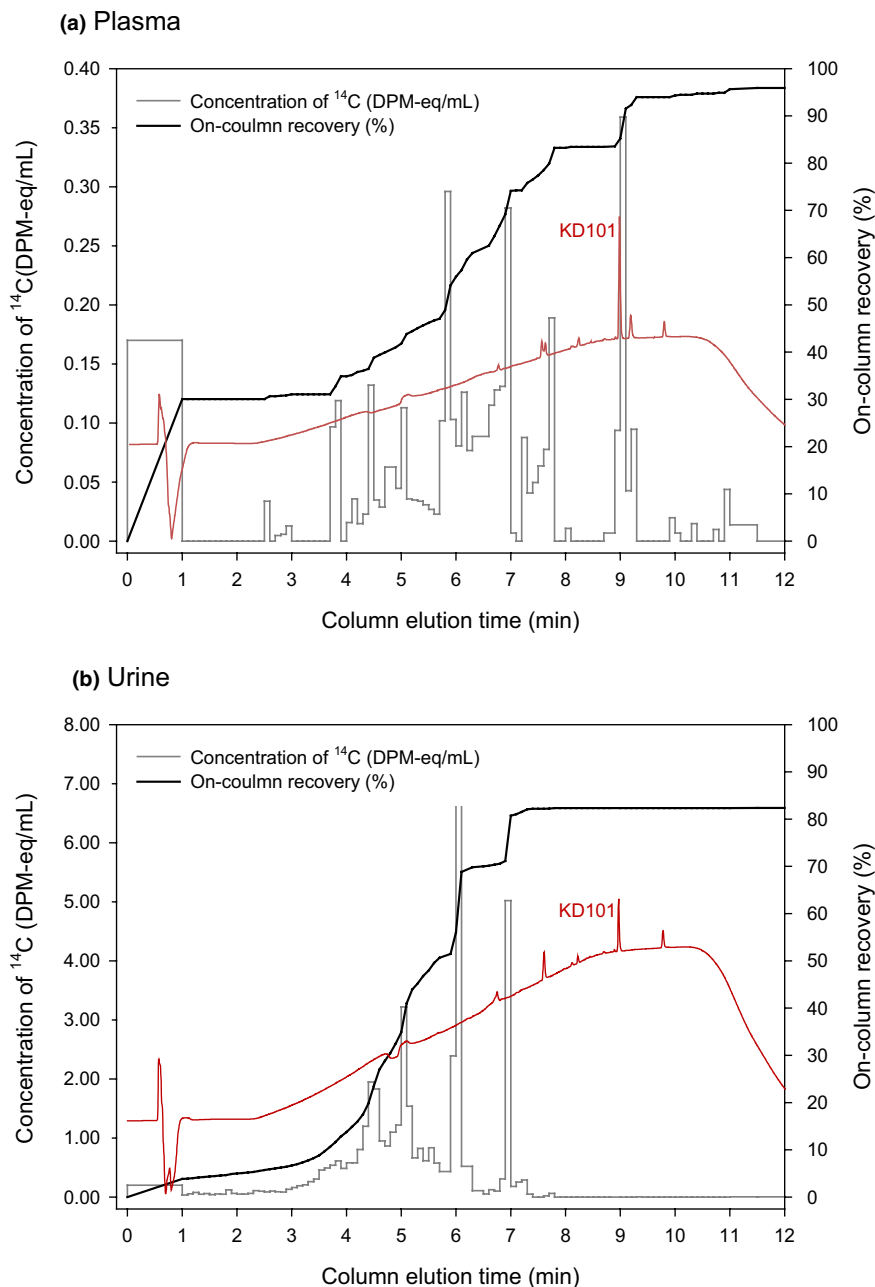 (a) Plasma
Concentration of ¹⁴C (DPM-eq/mL)
On-coulmn recovery (%)
KD101
0.40
0.35
0.30
0.25
0.20
0.15
0.10
0.05
0.00
Concentration of ¹⁴C(DPM-eq/mL)
100
90
80
70
60
50
40
30
20
10
0
On-column recovery (%)
0 1 2 3 4 5 6 7 8 9 10 11 12
Column elution time (min)
(b) Urine
Concentration of ¹⁴C (DPM-eq/mL)
On-coulmn recovery (%)
KD101
8.00
7.00
6.00
5.00
4.00
3.00
2.00
1.00
0.00
Concentration of ¹⁴C (DPM-eq/mL)
100
90
80
70
60
50
40
30
20
10
0
On-column recovery (%)
0 1 2 3 4 5 6 7 8 9 10 11 12
Column elution time (min)